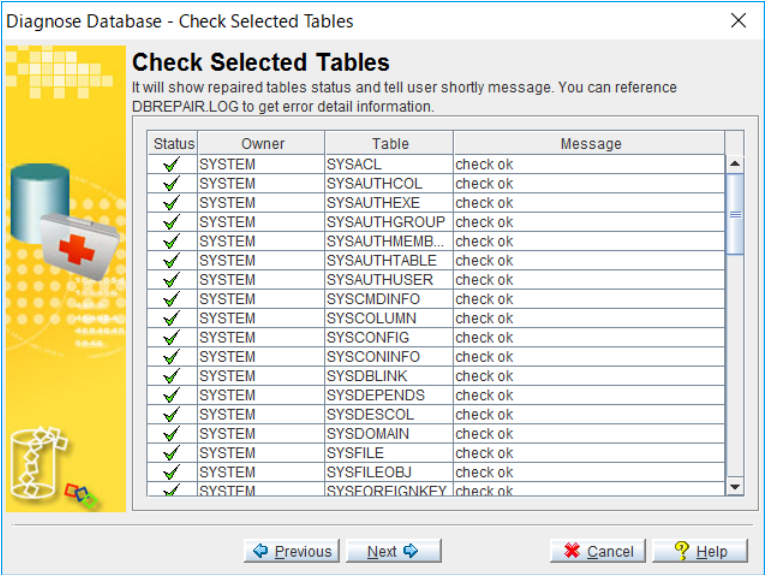 Diagnose Database - Check Selected Tables
Check Selected Tables
It will show repaired tables status and tell user shortly message. You can reference
DBREPAIR.LOG to get error detail information.
Status Owner Table Message
SYSTEM SYSACL check ok
SYSTEM SYSAUTHCOL check ok
SYSTEM SYSAUTHEXE check ok
SYSTEM SYSAUTHGROUP check ok
SYSTEM SYSAUTHMEMB... check ok
SYSTEM SYSAUTHTABLE check ok
SYSTEM SYSAUTHUSER check ok
SYSTEM SYSCMDINFO check ok
SYSTEM SYSCOLUMN check ok
SYSTEM SYSCONFIG check ok
SYSTEM SYSCONINFO check ok
SYSTEM SYSDBLINK check ok
SYSTEM SYSDEPENDS check ok
SYSTEM SYSDESCOL check ok
SYSTEM SYSDOMAIN check ok
SYSTEM SYSFILE check ok
SYSTEM SYSFILEOBJ check ok
SYSTEM SYSFOREIGNKEY check ok
Previous Next Cancel Help